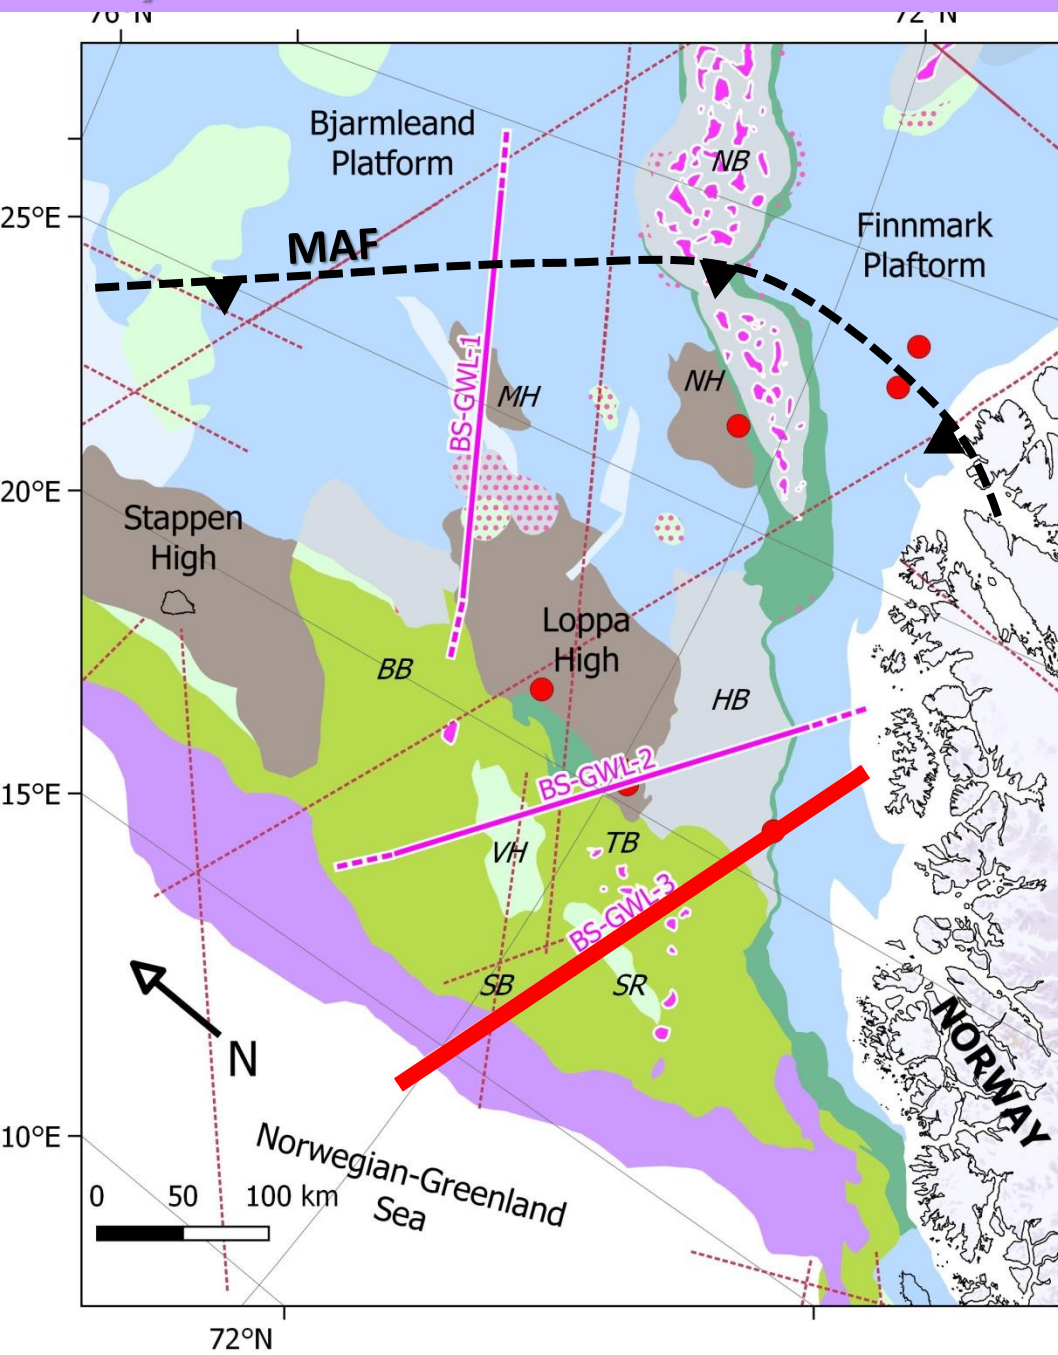 76°N
72°N
Bjarmleand
Platform
NB
25°E
MAF
Finnmark
Plaftorm
BS-GWL-1
MH
NH
20°E
Stappen
High
Loppa
High
BB
HB
BS-GWL-2
15°E
VH
TB
BS-GWL-3
SB
SR
N
NORWAY
10°E
Norwegian-Greenland
Sea
0 50 100 km
72°N